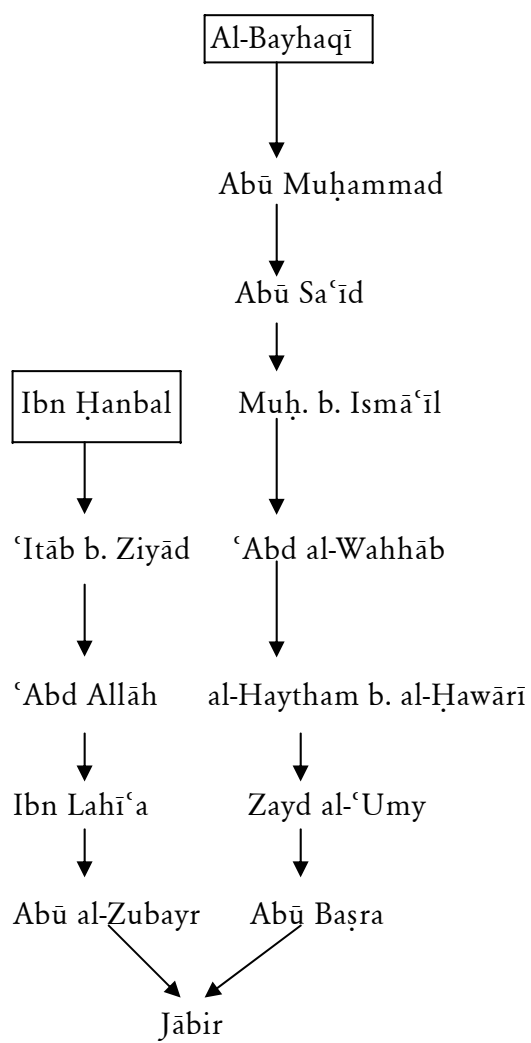 Al-Bayhaqī
Abū Muḥammad
Abū Saʿīd
Ibn Ḥanbal
Muḥ. b. Ismāʿīl
ʿItāb b. Ziyād
ʿAbd al-Wahhāb
ʿAbd Allāh
al-Haytham b. al-Ḥawārī
Ibn Lahīʿa
Zayd al-ʿUmy
Abū al-Zubayr
Abū Baṣra
Jābir